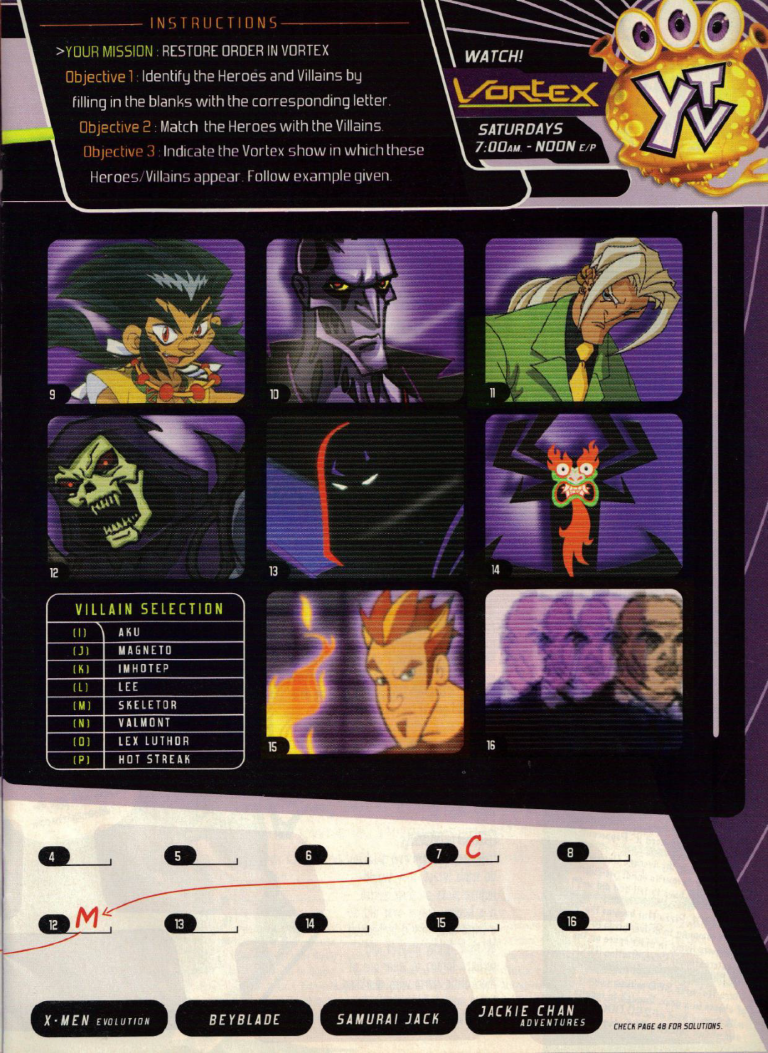 INSTRUCTIONS
>YOUR MISSION : RESTORE ORDER IN VORTEX
Objective 1 : Identify the Heroes and Villains by
filling in the blanks with the corresponding letter.
Objective 2 : Match the Heroes with the Villains.
Objective 3 : Indicate the Vortex show in which these
Heroes/Villains appear. Follow example given.
WATCH!
VORTEX
SATURDAYS
7:00AM. - NOON E/P
YTV
9
10
11
12
13
14
VILLAIN SELECTION
(I) AKU
(J) MAGNETO
(K) IMHOTEP
(L) LEE
(M) SKELETOR
(N) VALMONT
(O) LEX LUTHOR
(P) HOT STREAK
15
16
4
5
6
7 C
8
12 M
13
14
15
16
X-MEN EVOLUTION
BEYBLADE
SAMURAI JACK
JACKIE CHAN
ADVENTURES
CHECK PAGE 48 FOR SOLUTIONS.